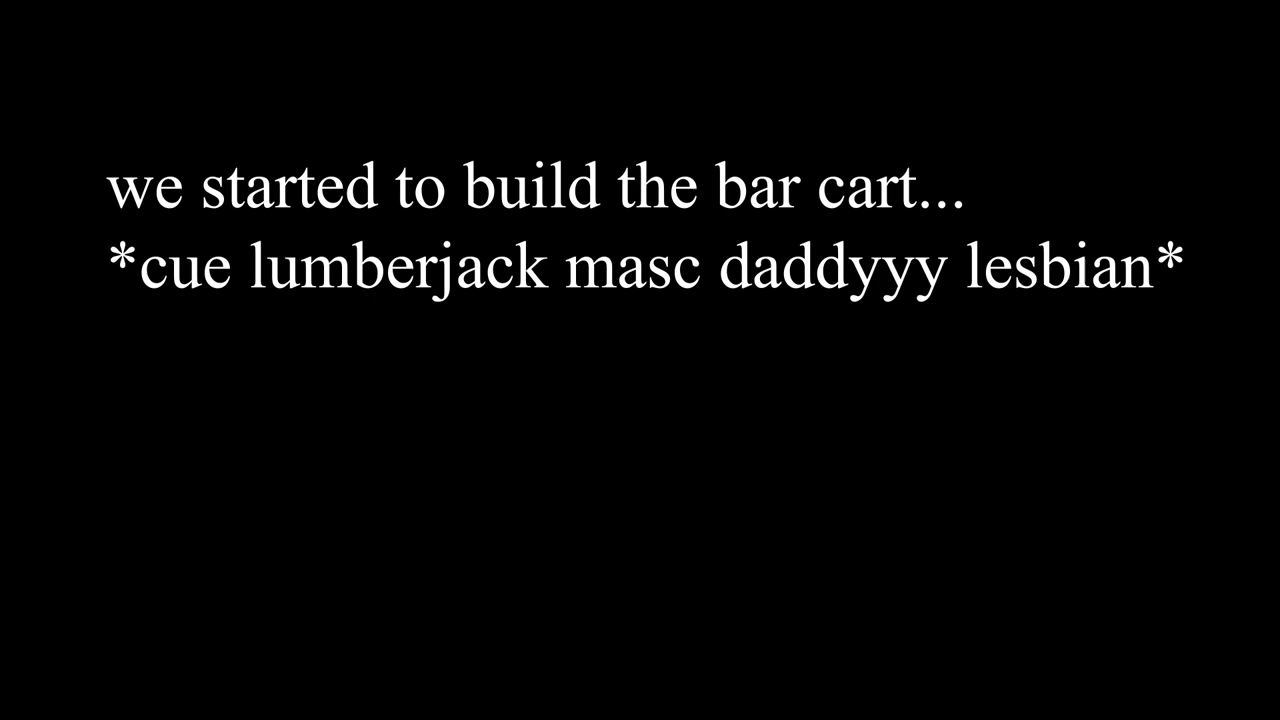 we started to build the bar cart...
*cue lumberjack masc daddyyy lesbian*